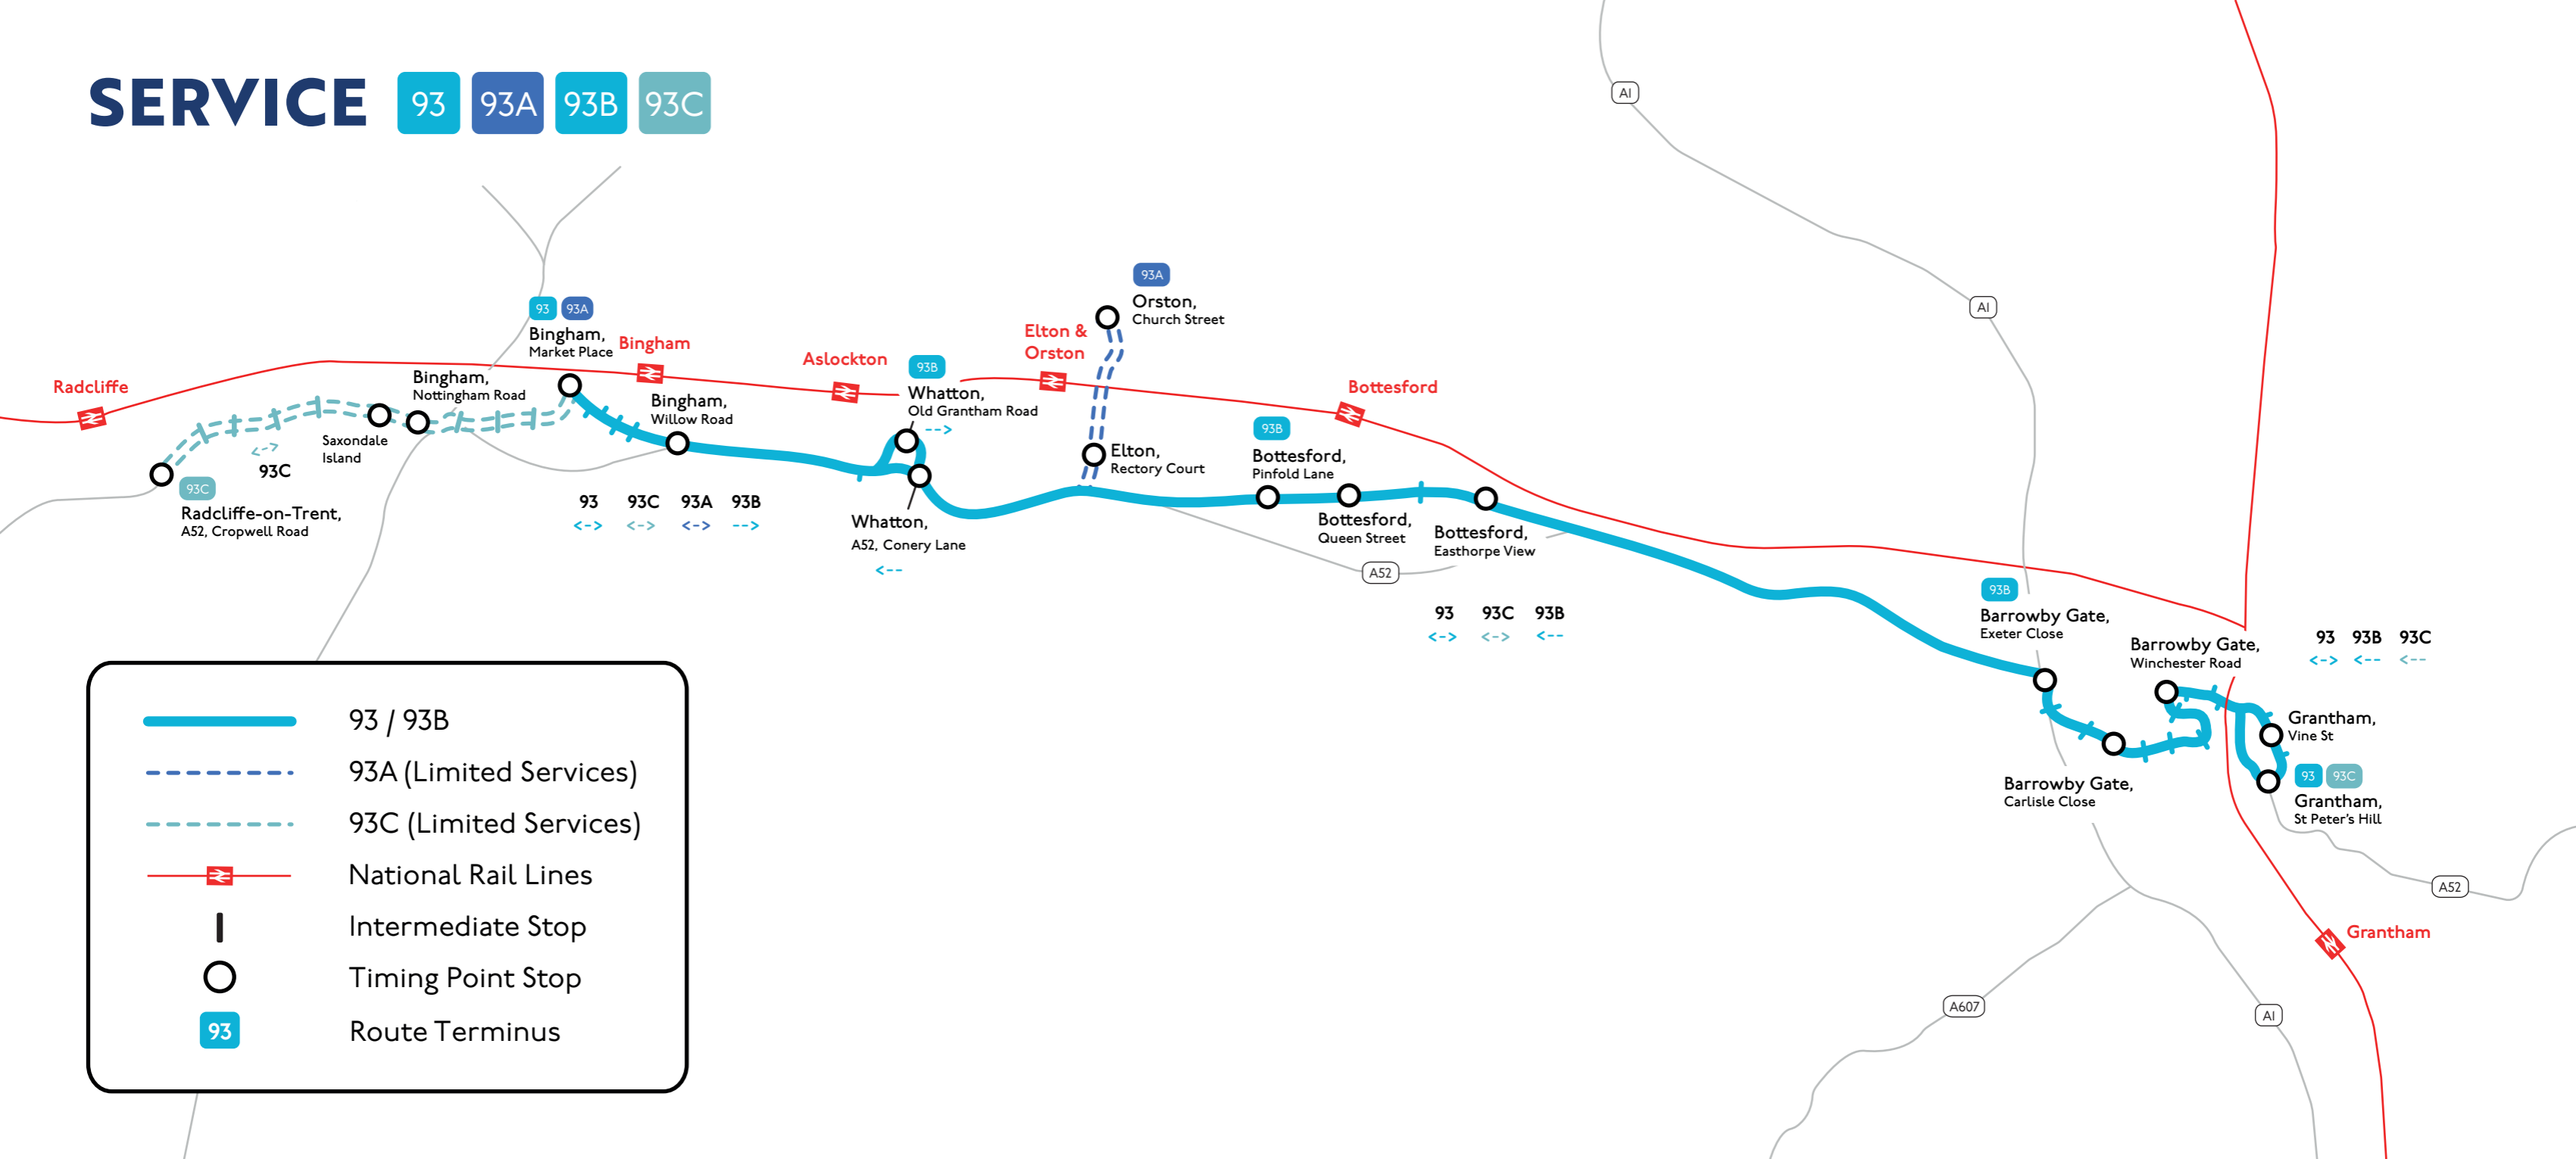 SERVICE 93 93A 93B 93C
A1
A1
93A
Orston,
Church Street
93 93A
Bingham,
Market Place
Bingham
Elton &
Orston
Aslockton
93B
Whatton,
Old Grantham Road
-->
Radcliffe
Bingham,
Nottingham Road
Bingham,
Willow Road
Bottesford
Saxondale
Island
<->
93C
93C
Radcliffe-on-Trent,
A52, Cropwell Road
Elton,
Rectory Court
93B
Bottesford,
Pinfold Lane
93 93C 93A 93B
<-> <-> <-> -->
Whatton,
A52, Conery Lane
<--
Bottesford,
Queen Street
Bottesford,
Easthorpe View
A52
93 93C 93B
<-> <-> <--
93B
Barrowby Gate,
Exeter Close
Barrowby Gate,
Winchester Road
93 93B 93C
<-> <-- <--
Grantham,
Vine St
Barrowby Gate,
Carlisle Close
93 93C
Grantham,
St Peter's Hill
A52
Grantham
A607
A1
93 / 93B
93A (Limited Services)
93C (Limited Services)
National Rail Lines
Intermediate Stop
Timing Point Stop
93 Route Terminus